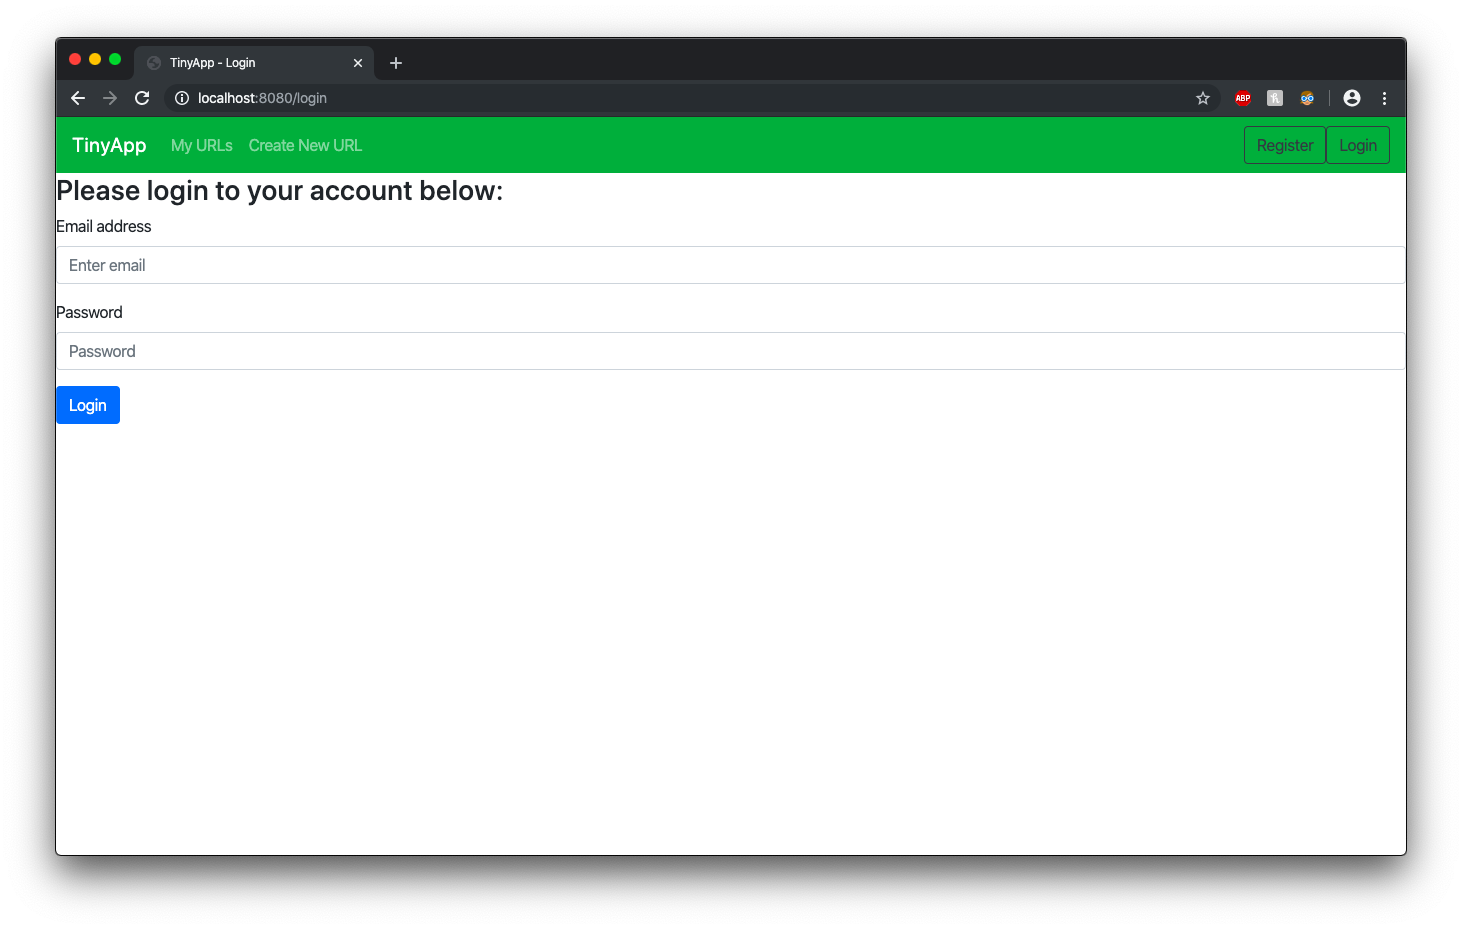 TinyApp - Login
localhost:8080/login
ABP
TinyApp My URLs Create New URL Register Login
Please login to your account below:
Email address
Enter email
Password
Password
Login